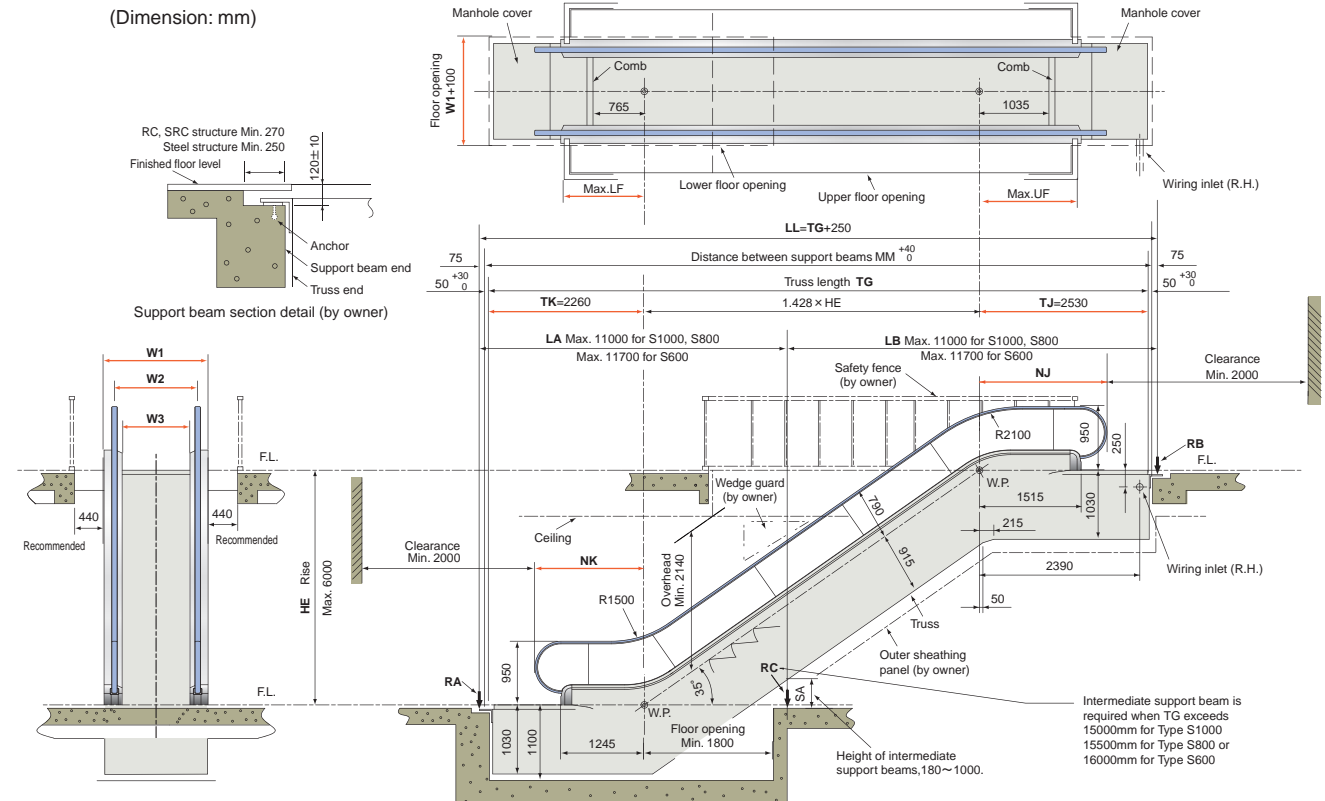 (Dimension: mm)
Manhole cover
Manhole cover
Floor opening
W1+100
Comb
Comb
765
1035
RC, SRC structure Min. 270
Steel structure Min. 250
Finished floor level
120±10
Anchor
Support beam end
Truss end
Support beam section detail (by owner)
Max.LF
Lower floor opening
Upper floor opening
Max.UF
Wiring inlet (R.H.)
LL=TG+250
75
Distance between support beams MM +40 0
75
50 +30 0
Truss length TG
50 +30 0
TK=2260
1.428×HE
TJ=2530
LA Max. 11000 for S1000, S800
Max. 11700 for S600
LB Max. 11000 for S1000, S800
Max. 11700 for S600
Safety fence
(by owner)
NJ
Clearance
Min. 2000
W1
W2
W3
F.L.
440
440
Recommended
Recommended
HE Rise
Max. 6000
F.L.
R2100
950
250
RB
F.L.
W.P.
1515
1030
215
2390
50
Wiring inlet (R.H.)
Wedge guard
(by owner)
Ceiling
790
915
Overhead
Min. 2140
Clearance
Min. 2000
NK
R1500
Truss
Outer sheathing
panel (by owner)
950
RA
35°
RC
SA
W.P.
1030
1100
1245
Floor opening
Min. 1800
Height of intermediate
support beams,180～1000.
Intermediate support beam is
required when TG exceeds
15000mm for Type S1000
15500mm for Type S800 or
16000mm for Type S600